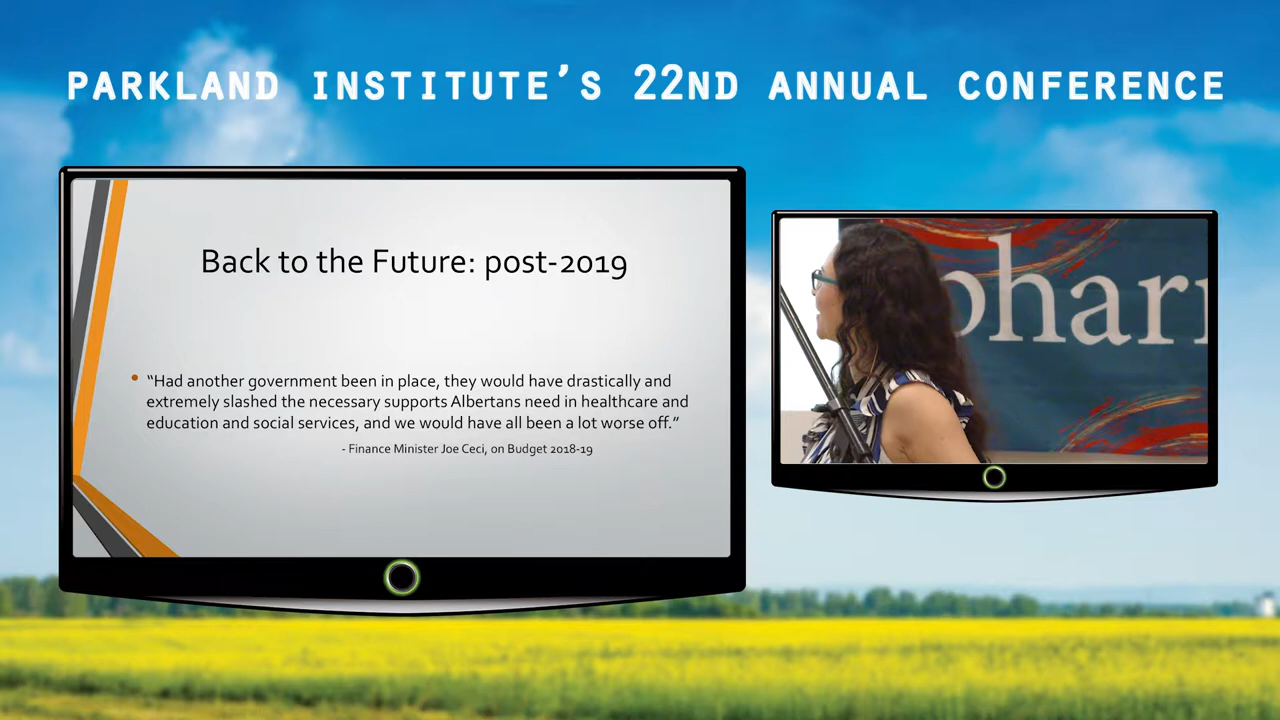 PARKLAND INSTITUTE'S 22ND ANNUAL CONFERENCE
Back to the Future: post-2019
• “Had another government been in place, they would have drastically and
extremely slashed the necessary supports Albertans need in healthcare and
education and social services, and we would have all been a lot worse off.”
- Finance Minister Joe Ceci, on Budget 2018-19
phar